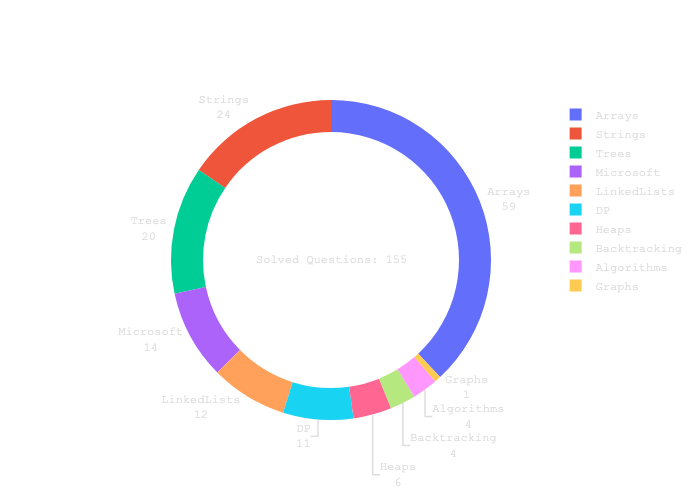 Strings
24
Arrays
59
Trees
20
Solved Questions: 155
Microsoft
14
LinkedLists
12
DP
11
Heaps
6
Backtracking
4
Algorithms
4
Graphs
1
Arrays
Strings
Trees
Microsoft
LinkedLists
DP
Heaps
Backtracking
Algorithms
Graphs